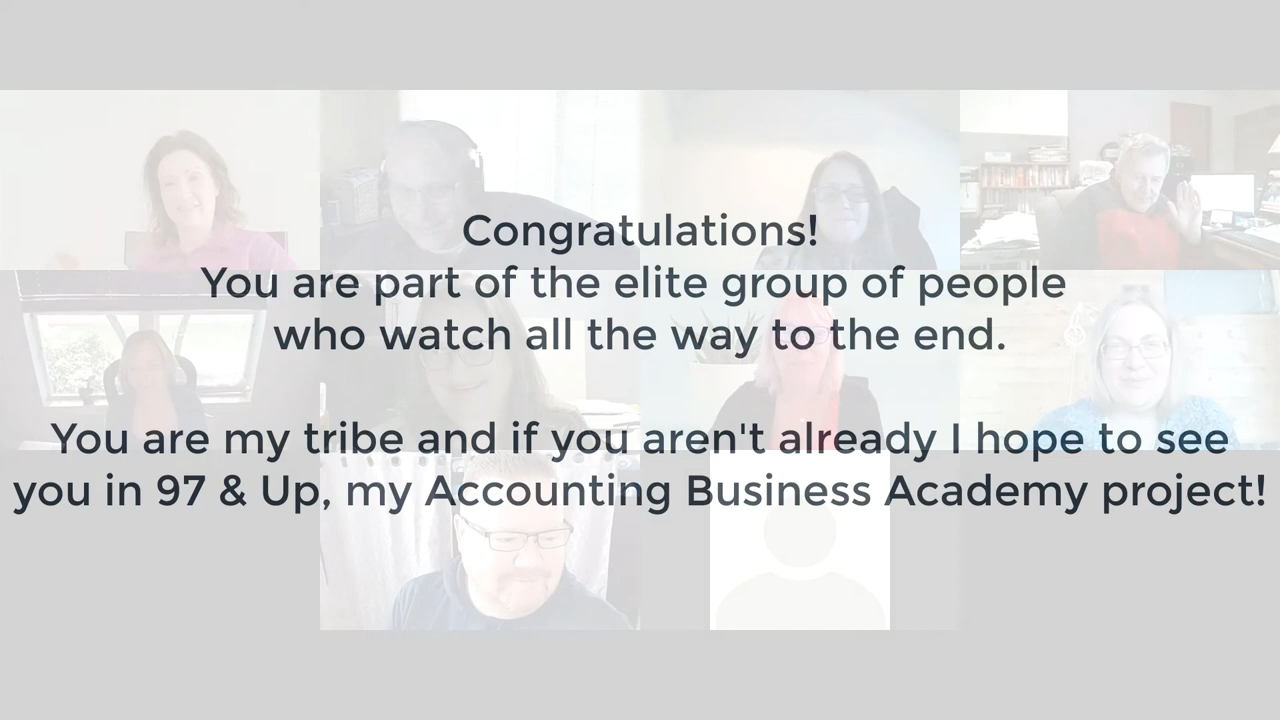 Congratulations!
You are part of the elite group of people
who watch all the way to the end.
You are my tribe and if you aren't already I hope to see
you in 97 & Up, my Accounting Business Academy project!